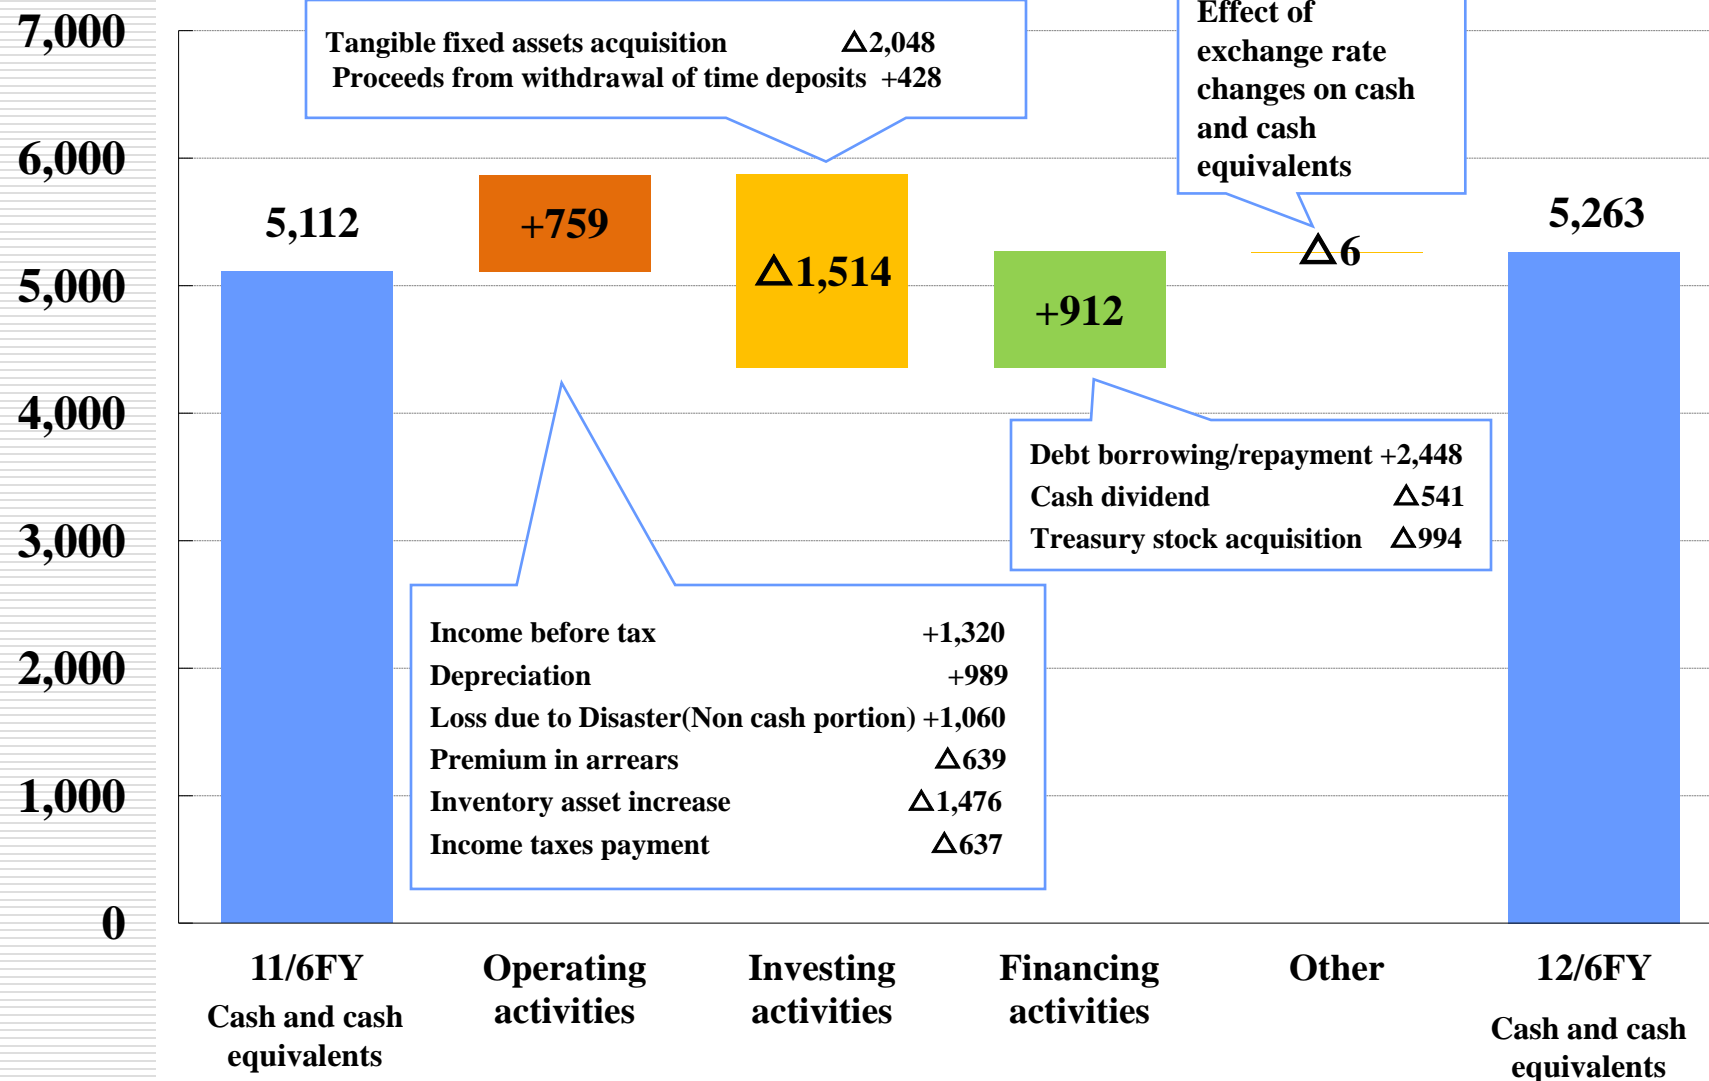 7,000
6,000
5,000
4,000
3,000
2,000
1,000
0
Tangible fixed assets acquisition △2,048
Proceeds from withdrawal of time deposits +428
Effect of
exchange rate
changes on cash
and cash
equivalents
5,112
+759
△1,514
+912
△6
5,263
Debt borrowing/repayment +2,448
Cash dividend △541
Treasury stock acquisition △994
Income before tax +1,320
Depreciation +989
Loss due to Disaster(Non cash portion) +1,060
Premium in arrears △639
Inventory asset increase △1,476
Income taxes payment △637
11/6FY
Cash and cash
equivalents
Operating
activities
Investing
activities
Financing
activities
Other
12/6FY
Cash and cash
equivalents